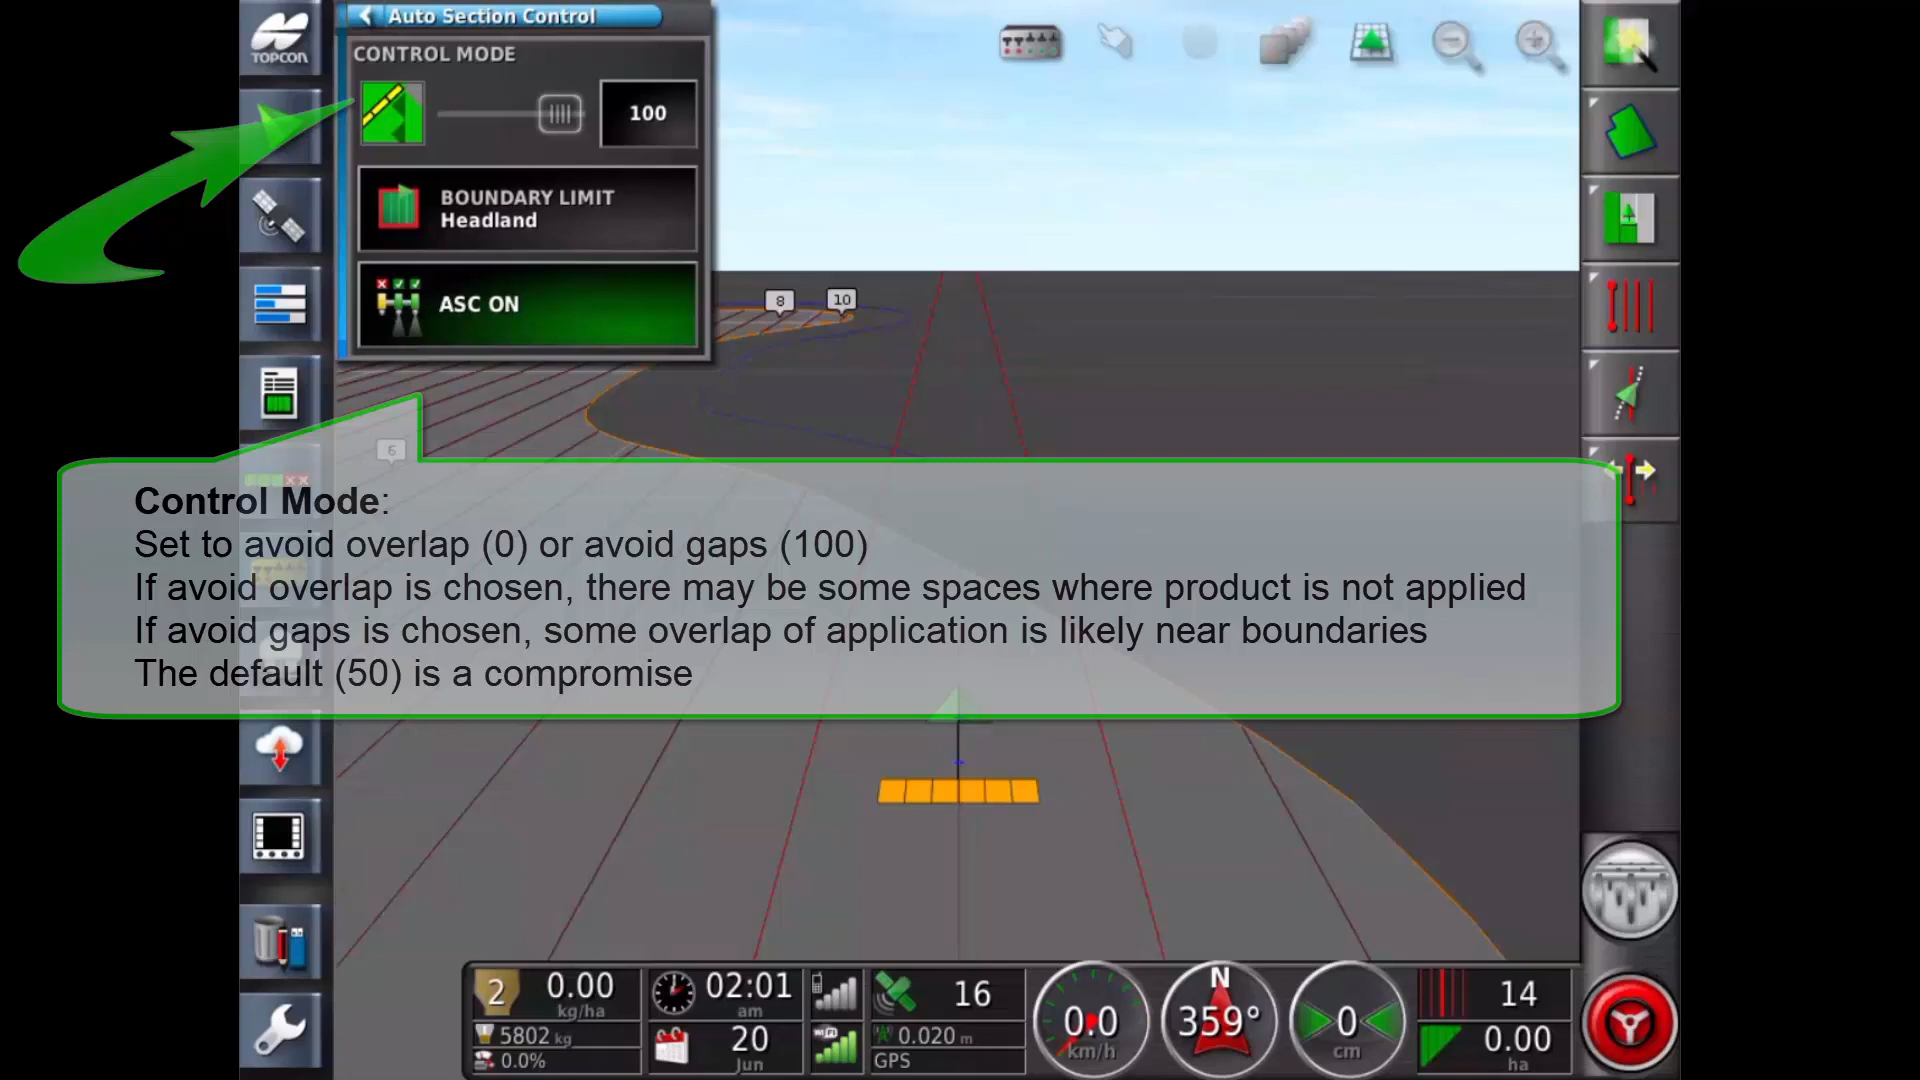 TOPCON
Auto Section Control
CONTROL MODE
100
BOUNDARY LIMIT
Headland
ASC ON
8
10
6
Control Mode:
Set to avoid overlap (0) or avoid gaps (100)
If avoid overlap is chosen, there may be some spaces where product is not applied
If avoid gaps is chosen, some overlap of application is likely near boundaries
The default (50) is a compromise
2
0.00
kg/ha
5802 kg
0.0%
02:01
am
20
Jun
WiFi
16
0.020 m
GPS
0.0
km/h
N
359°
0
cm
14
0.00
ha